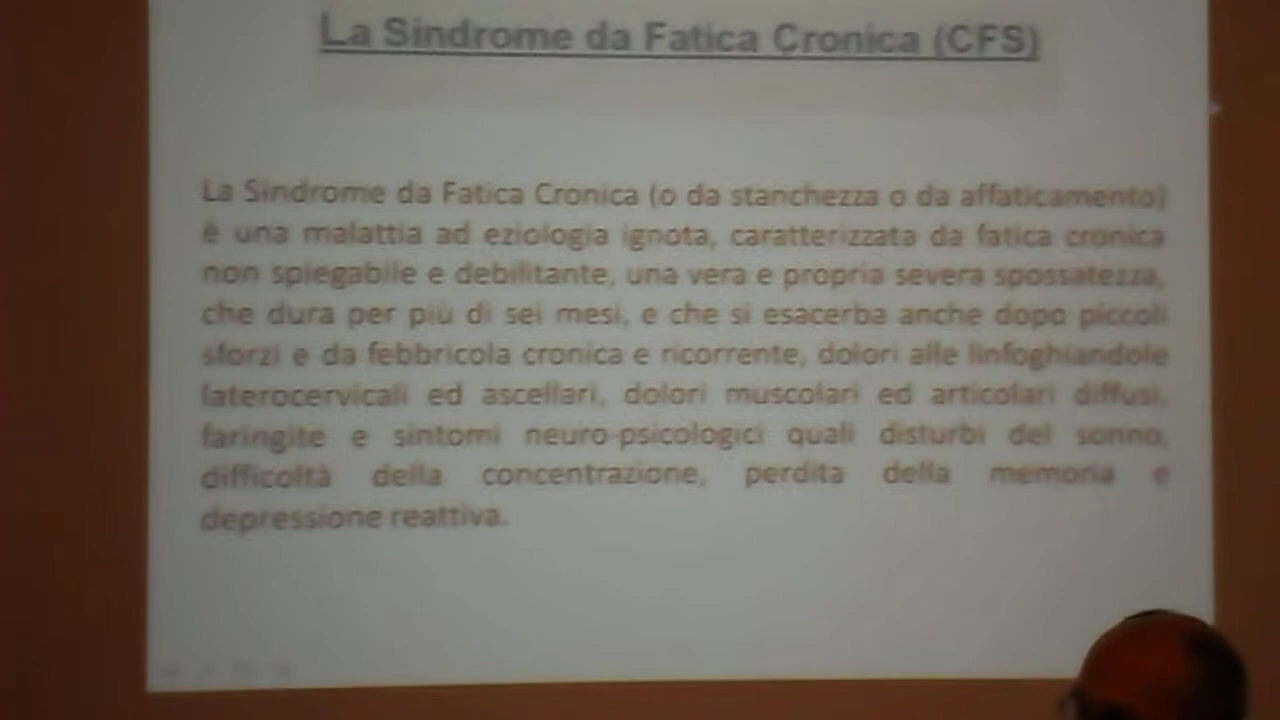 La Sindrome da Fatica Cronica (CFS)
La Sindrome da Fatica Cronica (o da stanchezza o da affaticamento)
è una malattia ad eziologia ignota, caratterizzata da fatica cronica
non spiegabile e debilitante, una vera e propria severa spossatezza,
che dura per più di sei mesi, e che si esacerba anche dopo piccoli
sforzi e da febbricola cronica e ricorrente, dolori alle linfoghiandole
laterocervicali ed ascellari, dolori muscolari ed articolari diffusi,
faringite e sintomi neuro-psicologici quali disturbi del sonno,
difficoltà della concentrazione, perdita della memoria e
depressione reattiva.